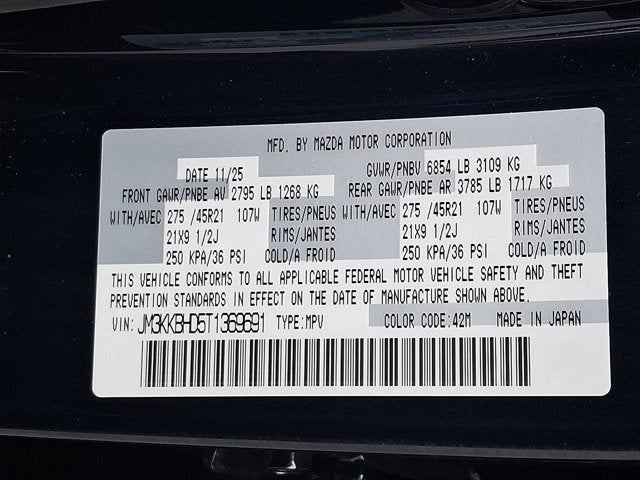 MFD. BY MAZDA MOTOR CORPORATION
DATE 11/25 GVWR/PNBV 6854 LB 3109 KG
FRONT GAWR/PNBE AV 2795 LB 1268 KG REAR GAWR/PNBE AR 3785 LB 1717 KG
WITH/AVEC 275 /45R21 107W TIRES/PNEUS WITH/AVEC 275 /45R21 107W TIRES/PNEUS
21X9 1/2J RIMS/JANTES 21X9 1/2J RIMS/JANTES
250 KPA/36 PSI COLD/A FROID 250 KPA/36 PSI COLD/A FROID
THIS VEHICLE CONFORMS TO ALL APPLICABLE FEDERAL MOTOR VEHICLE SAFETY AND THEFT
PREVENTION STANDARDS IN EFFECT ON THE DATE OF MANUFACTURE SHOWN ABOVE.
VIN: JM3KKBHD5T1369691 TYPE:MPV COLOR CODE:42M MADE IN JAPAN